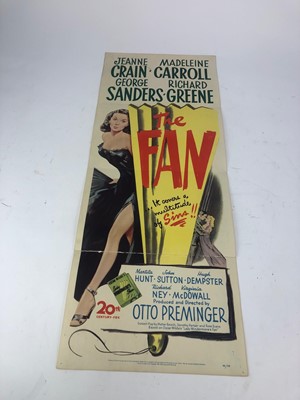 JEANNE MADELEINE
CRAIN · CARROLL
GEORGE RICHARD
SANDERS · GREENE
The
FAN
..It covers a
multitude
of Sins!!
Martita John Hugh
HUNT · SUTTON · DEMPSTER
Richard Virginia
NEY · McDOWALL
Produced and Directed by
OTTO PREMINGER
20th
CENTURY-FOX